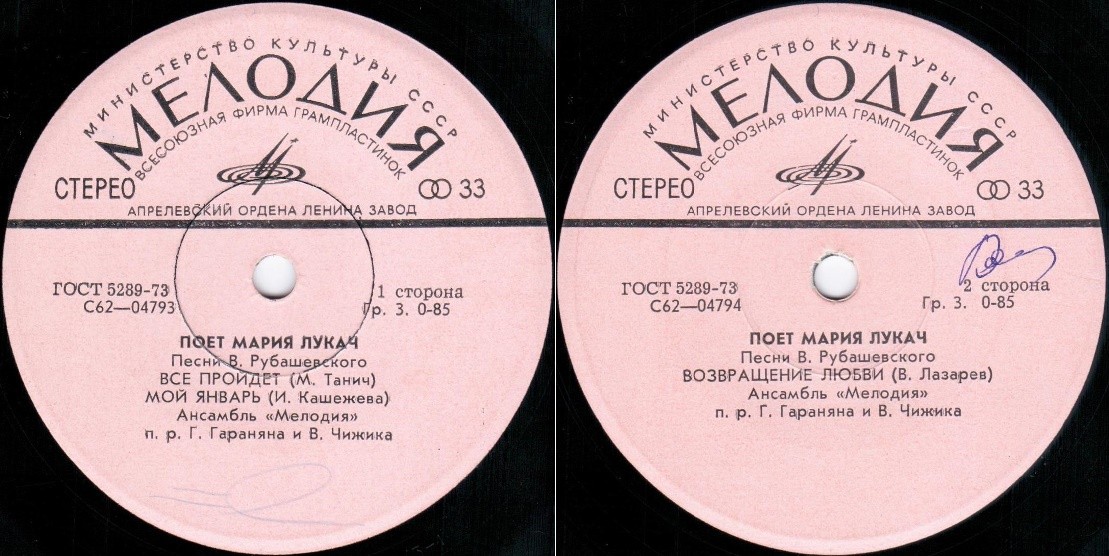 МИНИСТЕРСТВО КУЛЬТУРЫ СССР
МЕЛОДИЯ
ВСЕСОЮЗНАЯ ФИРМА ГРАМПЛАСТИНОК
СТЕРЕО
33
АПРЕЛЕВСКИЙ ОРДЕНА ЛЕНИНА ЗАВОД
ГОСТ 5289-73
1 сторона
С62—04793
Гр. 3. 0-85
ПОЕТ МАРИЯ ЛУКАЧ
Песни В. Рубашевского
ВСЕ ПРОЙДЕТ (М. Танич)
МОЙ ЯНВАРЬ (И. Кашежева)
Ансамбль «Мелодия»
п. р. Г. Гараняна и В. Чижика
МИНИСТЕРСТВО КУЛЬТУРЫ СССР
МЕЛОДИЯ
ВСЕСОЮЗНАЯ ФИРМА ГРАМПЛАСТИНОК
СТЕРЕО
33
АПРЕЛЕВСКИЙ ОРДЕНА ЛЕНИНА ЗАВОД
ГОСТ 5289-73
2 сторона
С62—04794
Гр. 3. 0-85
ПОЕТ МАРИЯ ЛУКАЧ
Песни В. Рубашевского
ВОЗВРАЩЕНИЕ ЛЮБВИ (В. Лазарев)
Ансамбль «Мелодия»
п. р. Г. Гараняна и В. Чижика